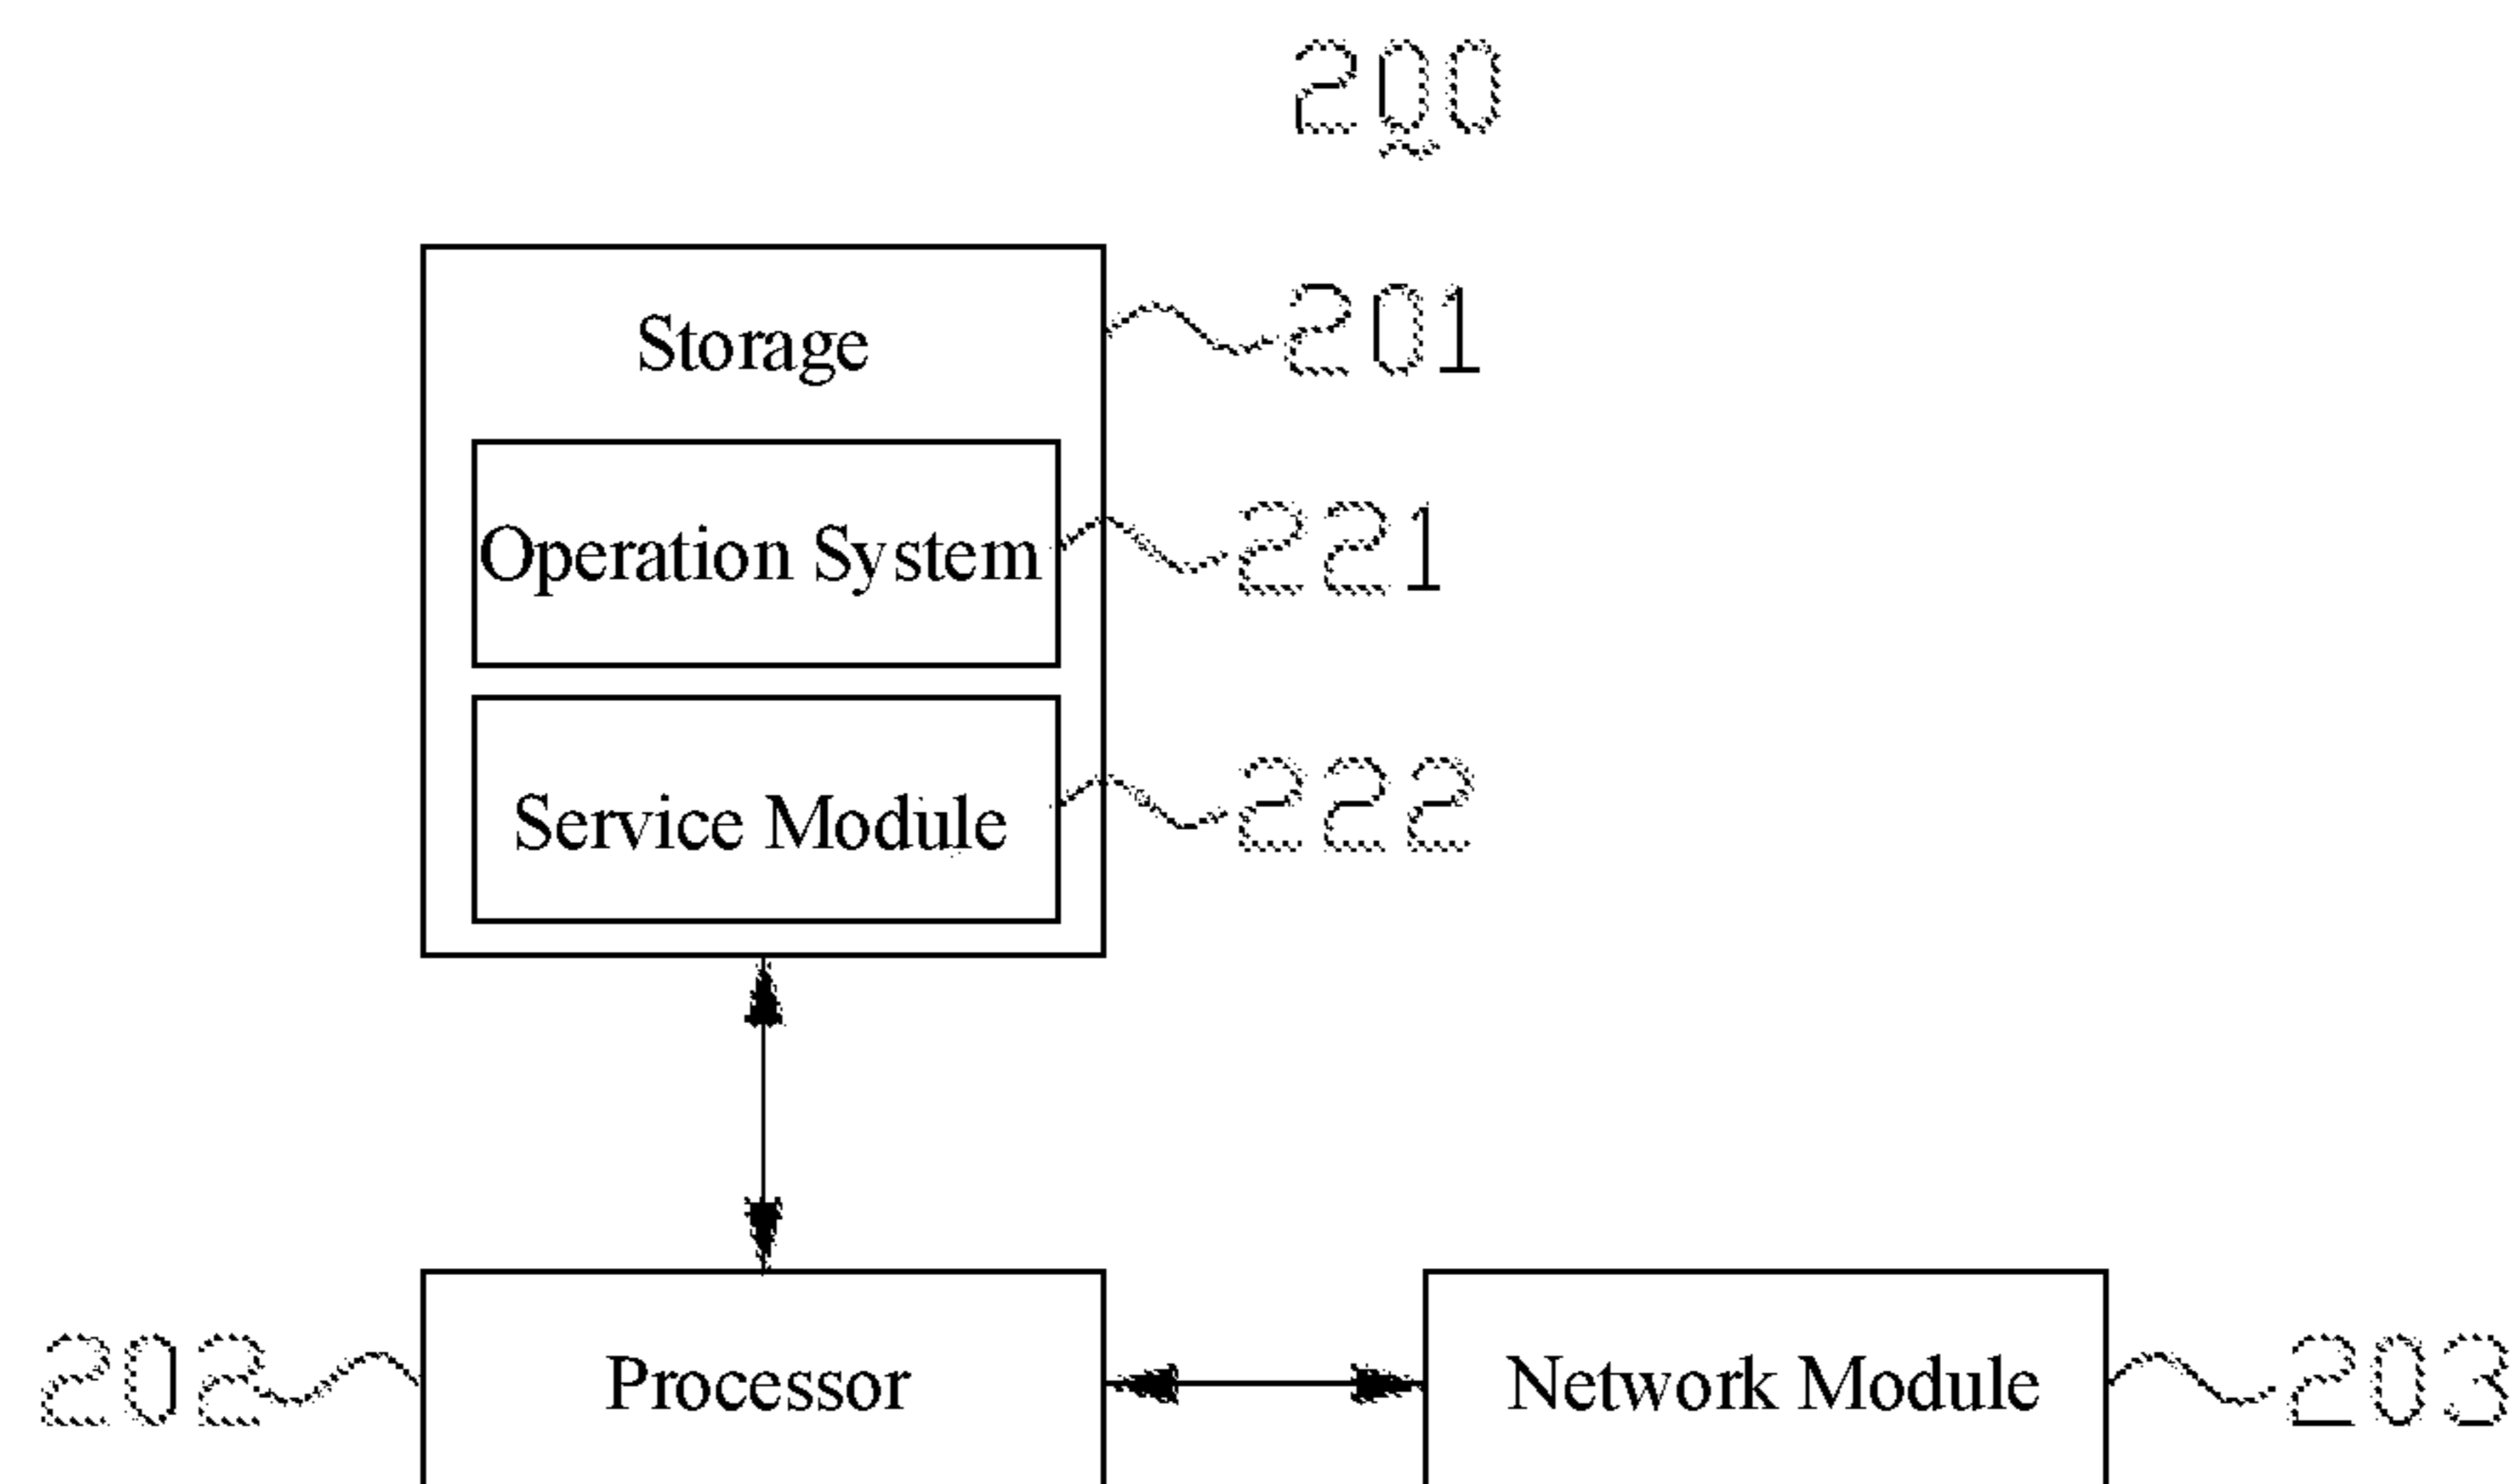 200
Storage 201
Operation System 221
Service Module 222
202 Processor Network Module 203